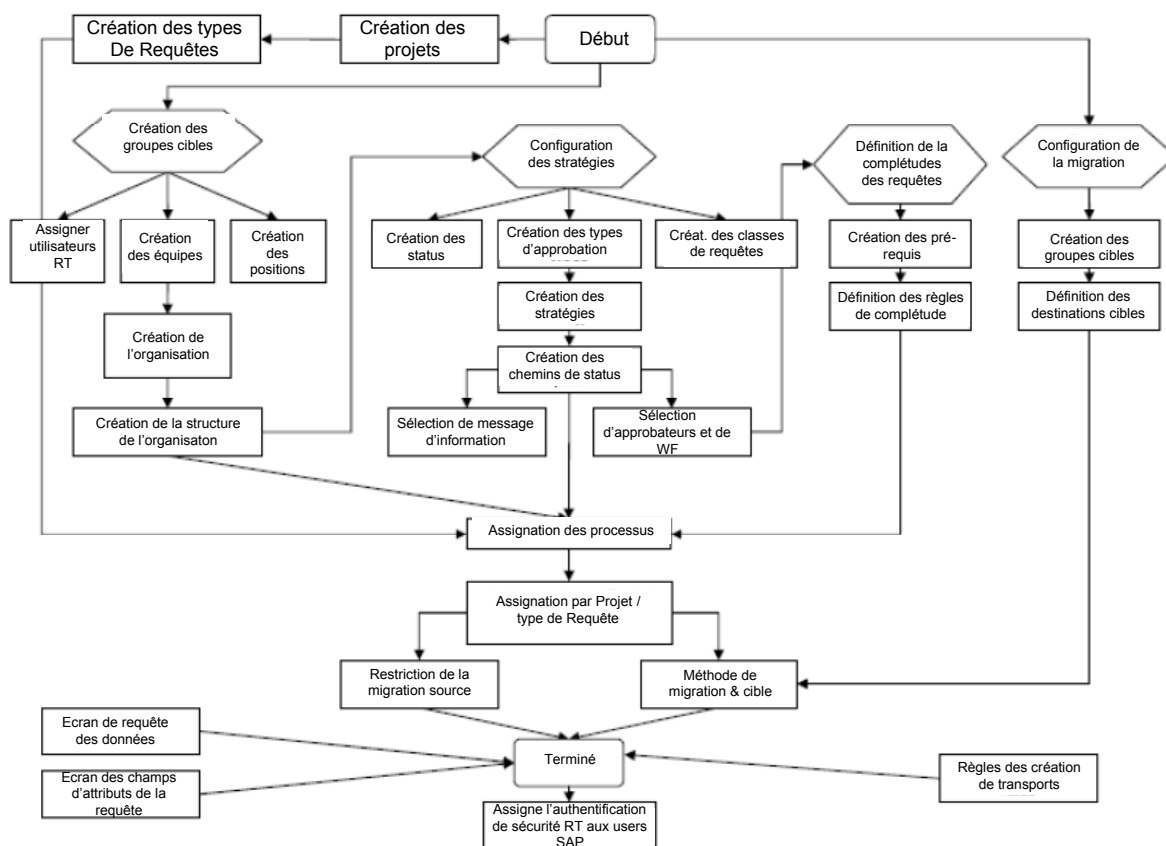 Création des types
De Requêtes
Création des
projets
Début
Création des
groupes cibles
Configuration
des stratégies
Définition de la
complétudes
des requêtes
Configuration de
la migration
Assigner
utilisateurs
RT
Création
des équipes
Création
des
positions
Création des
status
Création des types
d'approbation
Créat. des classes
de requêtes
Création des pré-
requis
Création des
groupes cibles
Création des
stratégies
Définition des règles
de complétude
Définition des
destinations cibles
Création de
l'organisation
Création des
chemins de status
Création de la structure
de l'organisaton
Sélection de message
d'information
Sélection
d'approbateurs et de
WF
Assignation des processus
Assignation par Projet /
type de Requête
Restriction de la
migration source
Méthode de
migration & cible
Ecran de requête
des données
Terminé
Ecran des champs
d'attributs de la
requête
Règles des création
de transports
Assigne l'authentification
de sécurité RT aux users
SAP